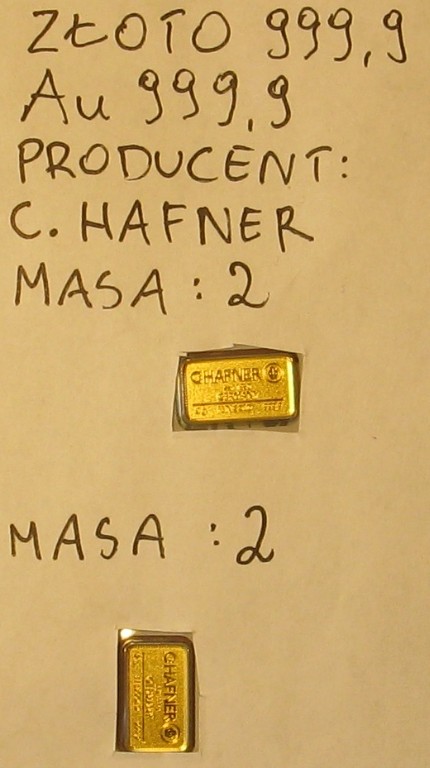 ZŁOTO 999,9
Au 999,9
PRODUCENT:
C. HAFNER
MASA : 2
C.HAFNER
MASA : 2
C.HAFNER